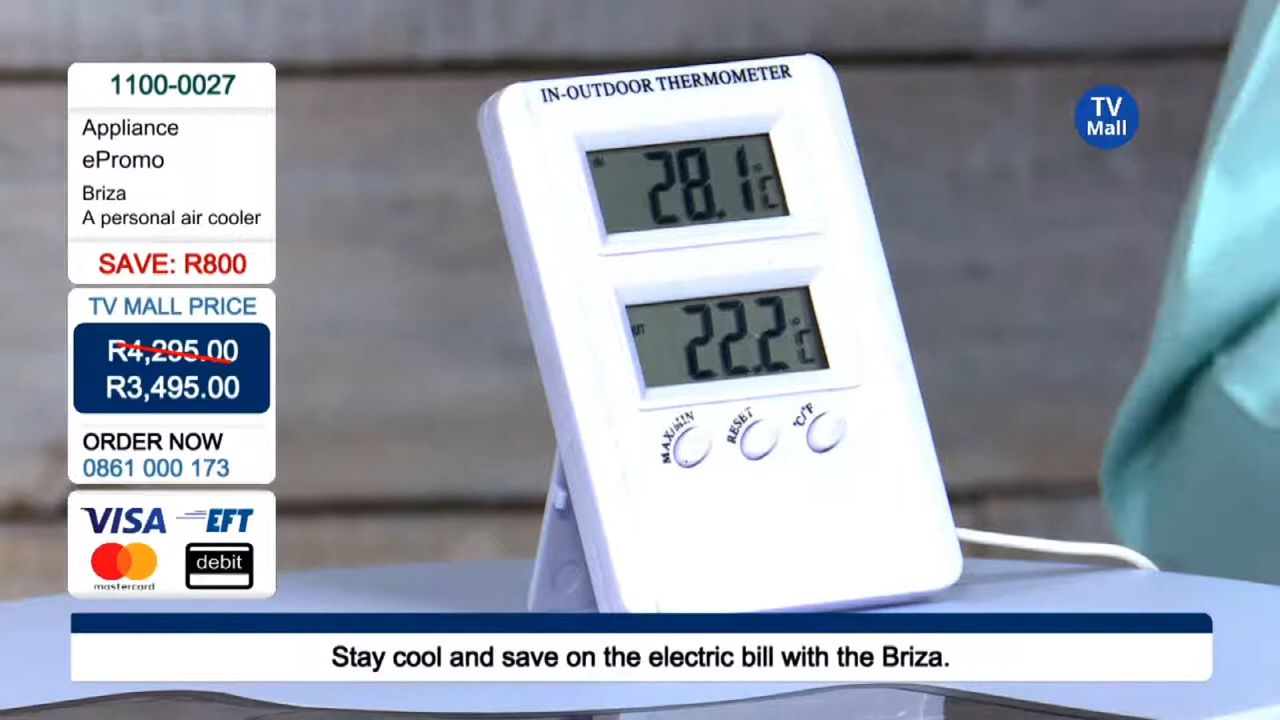 1100-0027
Appliance
ePromo
Briza
A personal air cooler
SAVE: R800
TV MALL PRICE
R4,295.00
R3,495.00
ORDER NOW
0861 000 173
VISA EFT
mastercard debit
IN-OUTDOOR THERMOMETER
28.1°C
22.2°C
MAX/MIN RESET °C/°F
TV
Mall
Stay cool and save on the electric bill with the Briza.